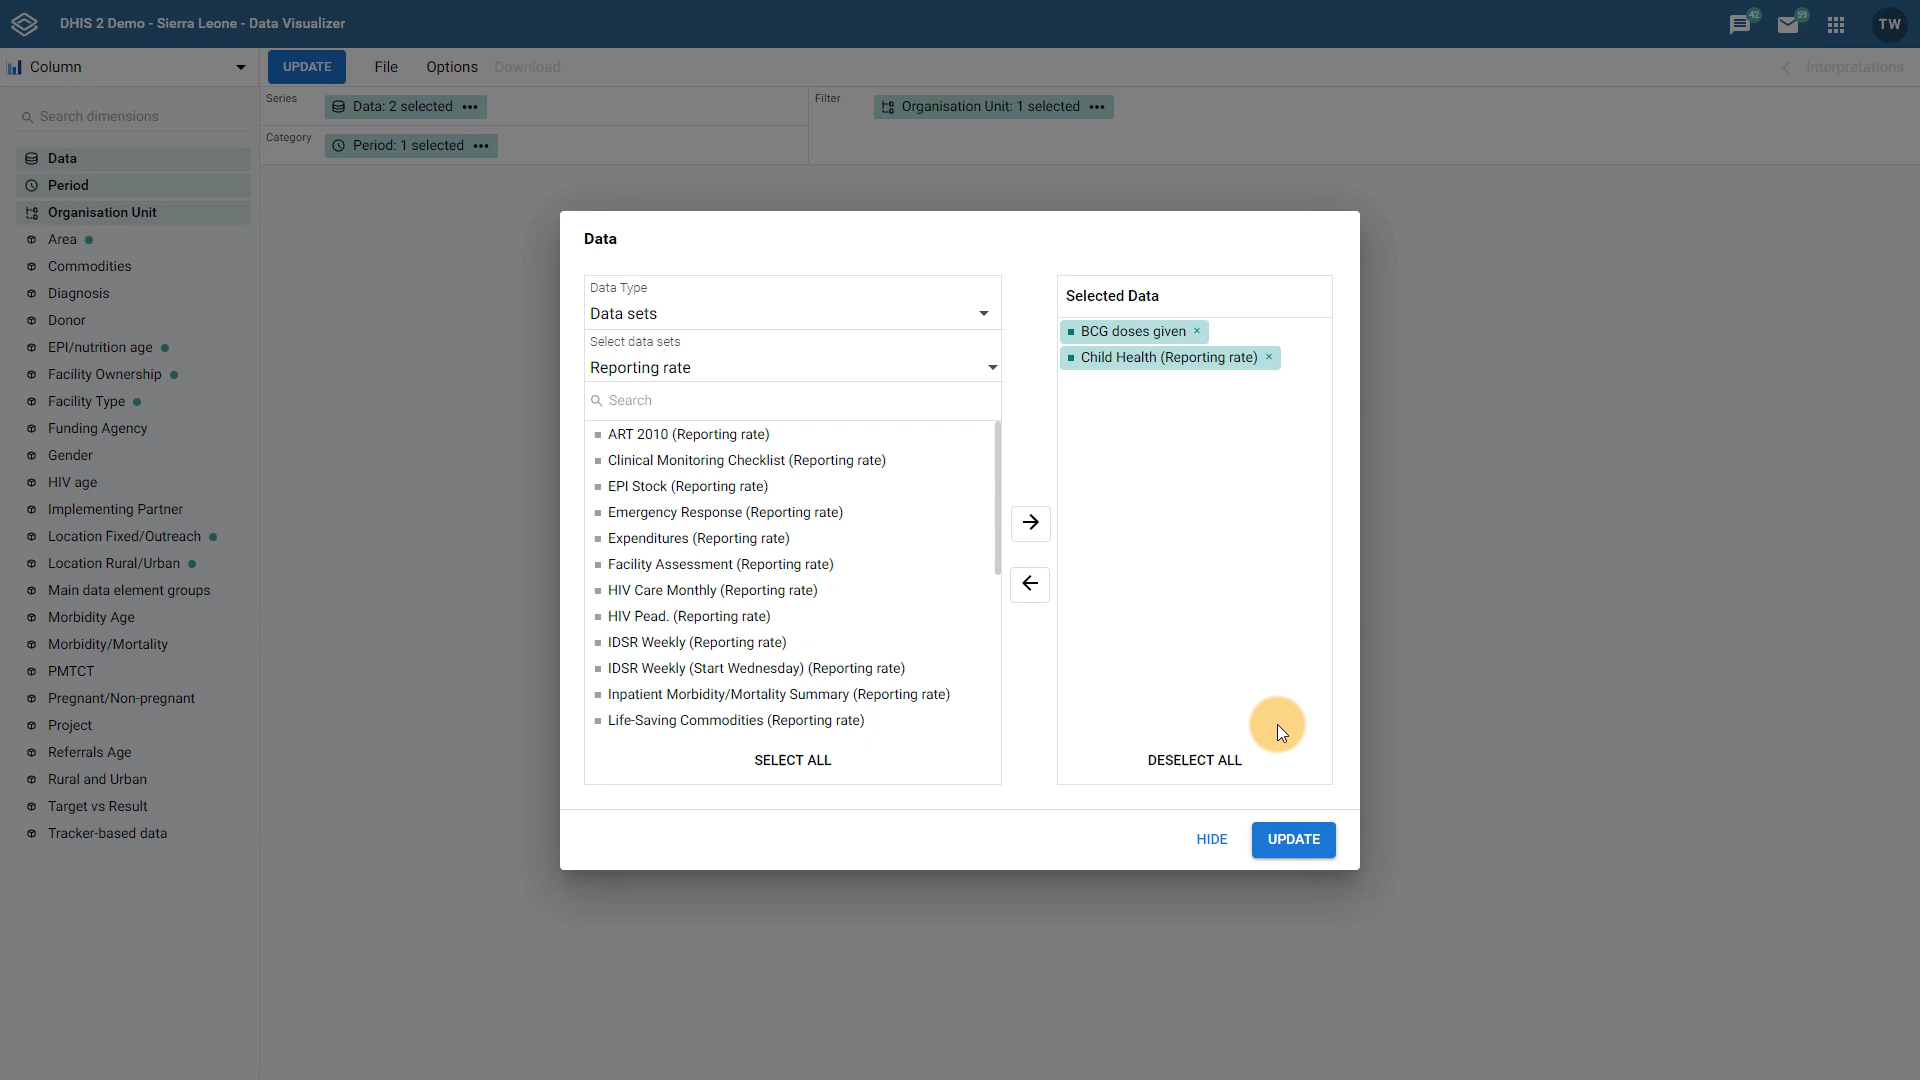 DHIS 2 Demo - Sierra Leone - Data Visualizer
42
69
TW
Column
UPDATE
File
Options
Download
Interpretations
Series
Data: 2 selected
Filter
Organisation Unit: 1 selected
Category
Period: 1 selected
Search dimensions
Data
Period
Organisation Unit
Area
Commodities
Diagnosis
Donor
EPI/nutrition age
Facility Ownership
Facility Type
Funding Agency
Gender
HIV age
Implementing Partner
Location Fixed/Outreach
Location Rural/Urban
Main data element groups
Morbidity Age
Morbidity/Mortality
PMTCT
Pregnant/Non-pregnant
Project
Referrals Age
Rural and Urban
Target vs Result
Tracker-based data
Data
Data Type
Data sets
Select data sets
Reporting rate
Search
ART 2010 (Reporting rate)
Clinical Monitoring Checklist (Reporting rate)
EPI Stock (Reporting rate)
Emergency Response (Reporting rate)
Expenditures (Reporting rate)
Facility Assessment (Reporting rate)
HIV Care Monthly (Reporting rate)
HIV Pead. (Reporting rate)
IDSR Weekly (Reporting rate)
IDSR Weekly (Start Wednesday) (Reporting rate)
Inpatient Morbidity/Mortality Summary (Reporting rate)
Life-Saving Commodities (Reporting rate)
SELECT ALL
Selected Data
BCG doses given
Child Health (Reporting rate)
DESELECT ALL
HIDE
UPDATE